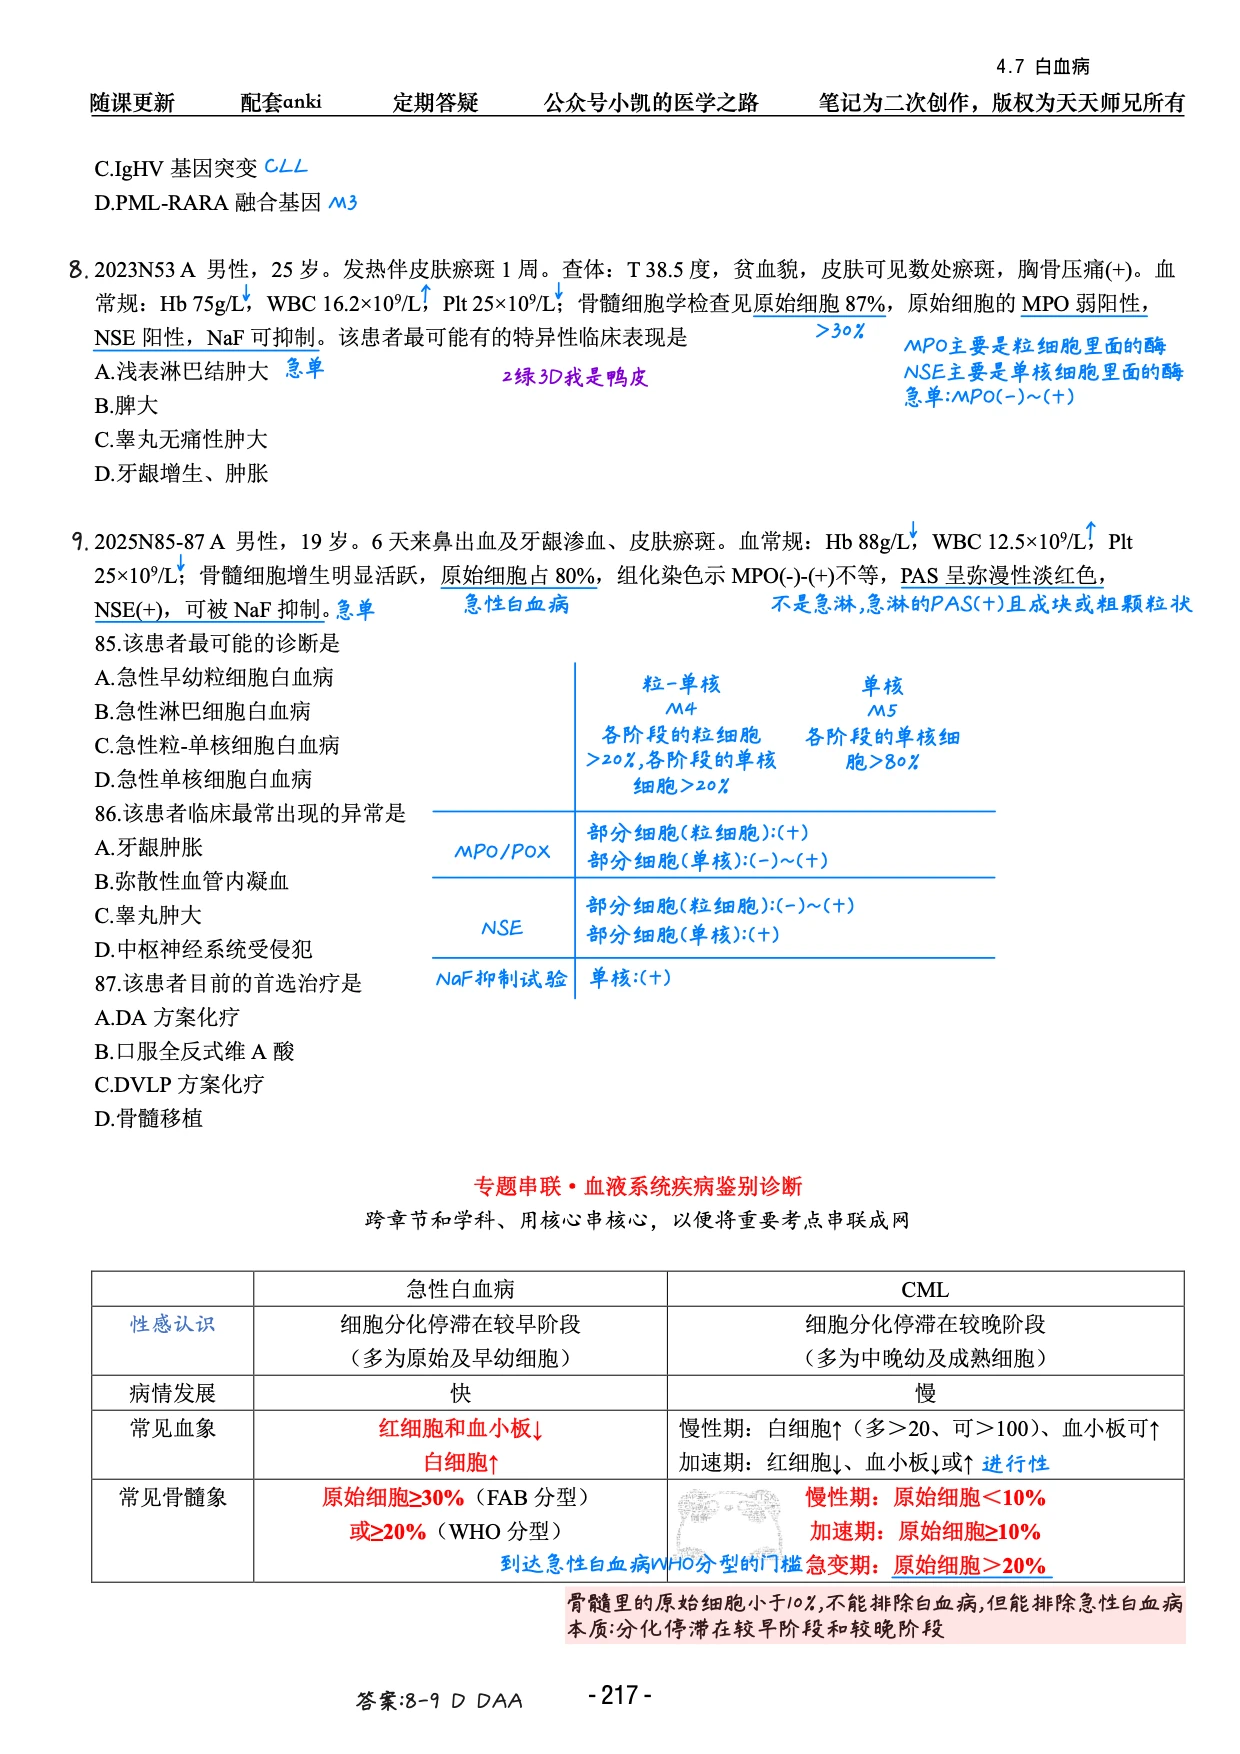 4.7 白血病
随课更新 配套anki 定期答疑 公众号小凯的医学之路 笔记为二次创作，版权为天天师兄所有
C.IgHV 基因突变 CLL
D.PML-RARA 融合基因 M3
8. 2023N53 A 男性，25 岁。发热伴皮肤瘀斑 1 周。查体：T 38.5 度，贫血貌，皮肤可见数处瘀斑，胸骨压痛(+)。血
常规：Hb 75g/L↓；WBC 16.2×10⁹/L↑，Plt 25×10⁹/L↓；骨髓细胞学检查见原始细胞 87%，原始细胞的 MPO 弱阳性，
>30%
NSE 阳性，NaF 可抑制。该患者最可能有的特异性临床表现是
急单
2绿3D我是鸭皮
MPO主要是粒细胞里面的酶
NSE主要是单核细胞里面的酶
急单:MPO(-)~(+)
A.浅表淋巴结肿大
B.脾大
C.睾丸无痛性肿大
D.牙龈增生、肿胀
9. 2025N85-87 A 男性，19 岁。6 天来鼻出血及牙龈渗血、皮肤瘀斑。血常规：Hb 88g/L↓，WBC 12.5×10⁹/L↑，Plt
25×10⁹/L↓；骨髓细胞增生明显活跃，原始细胞占 80%，组化染色示 MPO(-)-(+)不等，PAS 呈弥漫性淡红色，
急性白血病 不是急淋,急淋的PAS(+)且成块或粗颗粒状
NSE(+)，可被 NaF 抑制。急单
85.该患者最可能的诊断是
A.急性早幼粒细胞白血病
B.急性淋巴细胞白血病
C.急性粒-单核细胞白血病
D.急性单核细胞白血病
86.该患者临床最常出现的异常是
A.牙龈肿胀
B.弥散性血管内凝血
C.睾丸肿大
D.中枢神经系统受侵犯
87.该患者目前的首选治疗是
A.DA 方案化疗
B.口服全反式维 A 酸
C.DVLP 方案化疗
D.骨髓移植
粒-单核 单核
M4 M5
各阶段的粒细胞 各阶段的单核细
>20%,各阶段的单核 胞>80%
细胞>20%
MPO/POX
部分细胞(粒细胞):(+)
部分细胞(单核):(-)~(+)
NSE
部分细胞(粒细胞):(-)~(+)
部分细胞(单核):(+)
NaF抑制试验 单核:(+)
专题串联·血液系统疾病鉴别诊断
跨章节和学科、用核心串核心，以便将重要考点串联成网
急性白血病 CML
性感认识 细胞分化停滞在较早阶段 细胞分化停滞在较晚阶段
（多为原始及早幼细胞） （多为中晚幼及成熟细胞）
病情发展 快 慢
常见血象 红细胞和血小板↓ 慢性期：白细胞↑（多＞20、可＞100）、血小板可↑
白细胞↑ 加速期：红细胞↓、血小板↓或↑ 进行性
常见骨髓象 原始细胞≥30%（FAB 分型） 慢性期：原始细胞＜10%
或≥20%（WHO 分型） 加速期：原始细胞≥10%
到达急性白血病WHO分型的门槛 急变期：原始细胞＞20%
骨髓里的原始细胞小于10%,不能排除白血病,但能排除急性白血病
本质:分化停滞在较早阶段和较晚阶段
答案:8-9 D DAA - 217 -